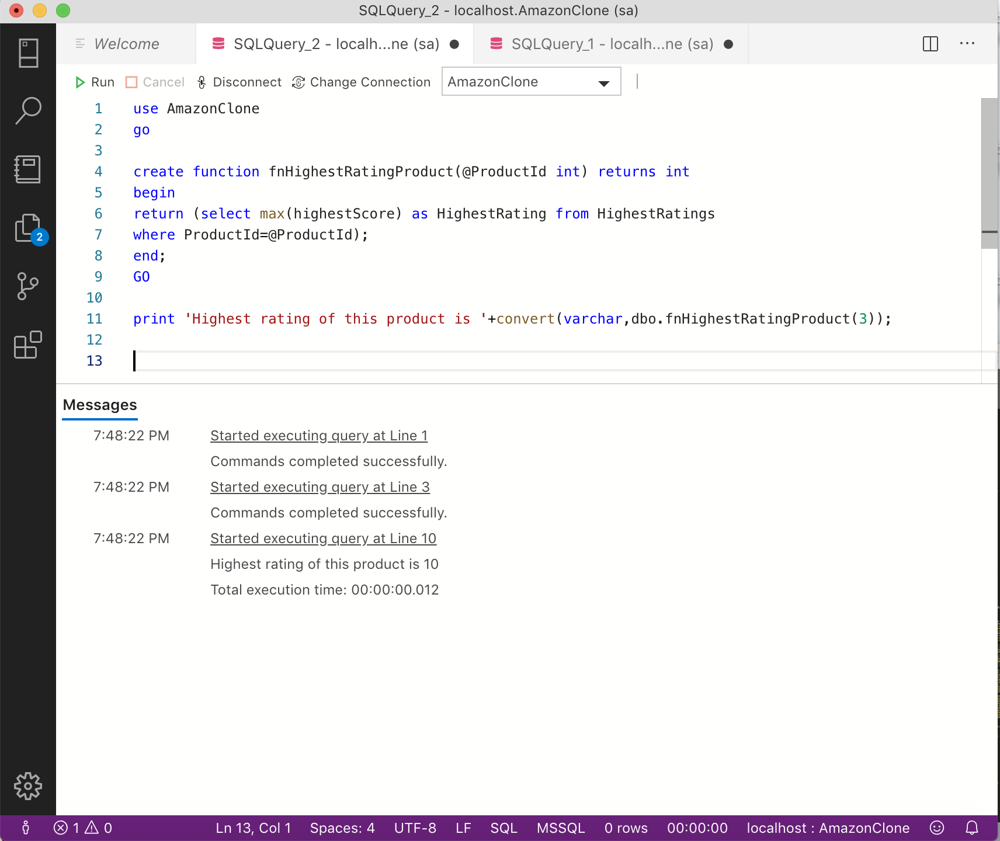 SQLQuery_2 - localhost.AmazonClone (sa)
Welcome
SQLQuery_2 - localh...ne (sa)
SQLQuery_1 - localh...ne (sa)
Run Cancel Disconnect Change Connection AmazonClone
1 use AmazonClone
2 go
3
4 create function fnHighestRatingProduct(@ProductId int) returns int
5 begin
6 return (select max(highestScore) as HighestRating from HighestRatings
7 where ProductId=@ProductId);
8 end;
9 GO
10
11 print 'Highest rating of this product is '+convert(varchar,dbo.fnHighestRatingProduct(3));
12
13
2
Messages
7:48:22 PM Started executing query at Line 1
Commands completed successfully.
7:48:22 PM Started executing query at Line 3
Commands completed successfully.
7:48:22 PM Started executing query at Line 10
Highest rating of this product is 10
Total execution time: 00:00:00.012
1 0 Ln 13, Col 1 Spaces: 4 UTF-8 LF SQL MSSQL 0 rows 00:00:00 localhost : AmazonClone